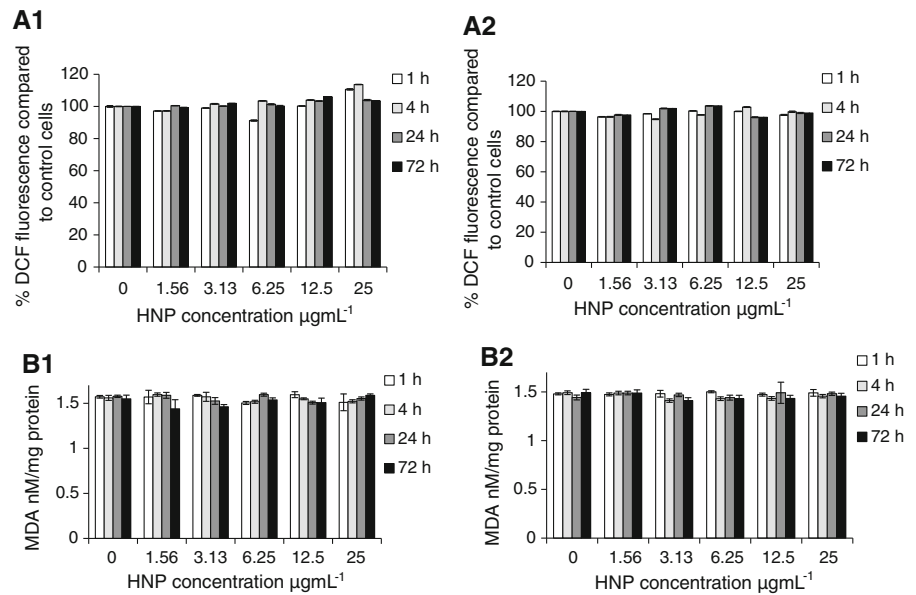 A1
% DCF fluorescence compared
to control cells
120
100
80
60
40
20
0
0 1.56 3.13 6.25 12.5 25
HNP concentration µgmL⁻¹
1 h
4 h
24 h
72 h
A2
% DCF fluorescence compared
to control cells
120
100
80
60
40
20
0
0 1.56 3.13 6.25 12.5 25
HNP concentration µgmL⁻¹
1 h
4 h
24 h
72 h
B1
MDA nM/mg protein
1.5
1
0.5
0
0 1.56 3.13 6.25 12.5 25
HNP concentration µgmL⁻¹
1 h
4 h
24 h
72 h
B2
MDA nM/mg protein
1.5
1
0.5
0
0 1.56 3.13 6.25 12.5 25
HNP concentration µgmL⁻¹
1 h
4 h
24 h
72 h